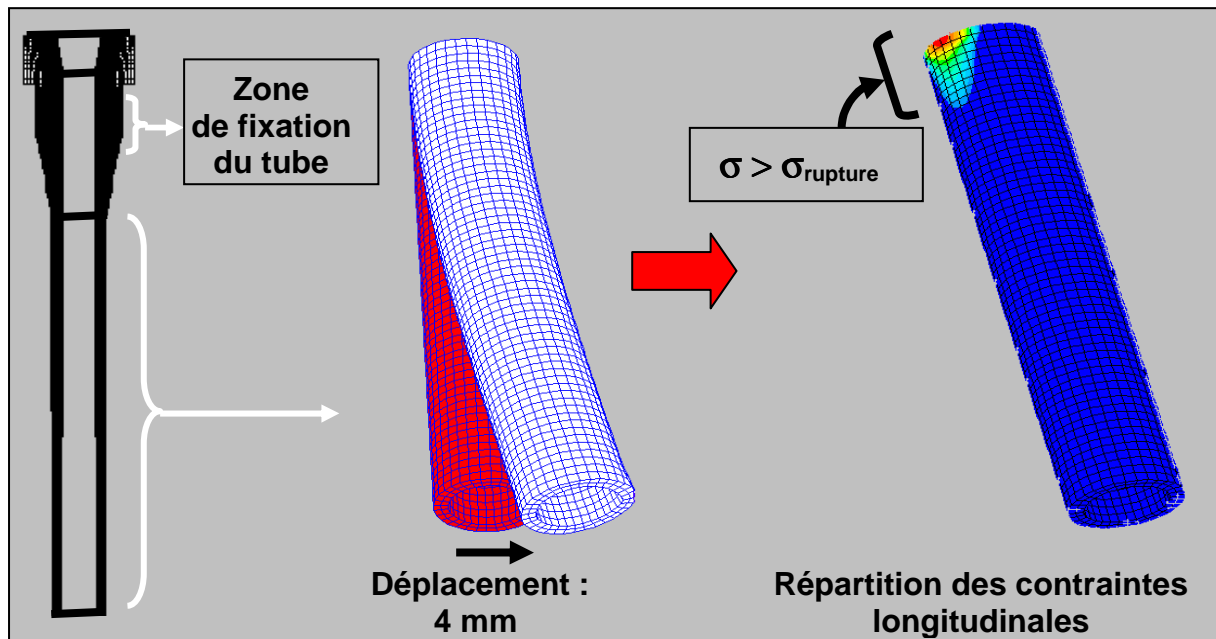 Zone
de fixation
du tube
σ > σrupture
Déplacement :
4 mm
Répartition des contraintes
longitudinales